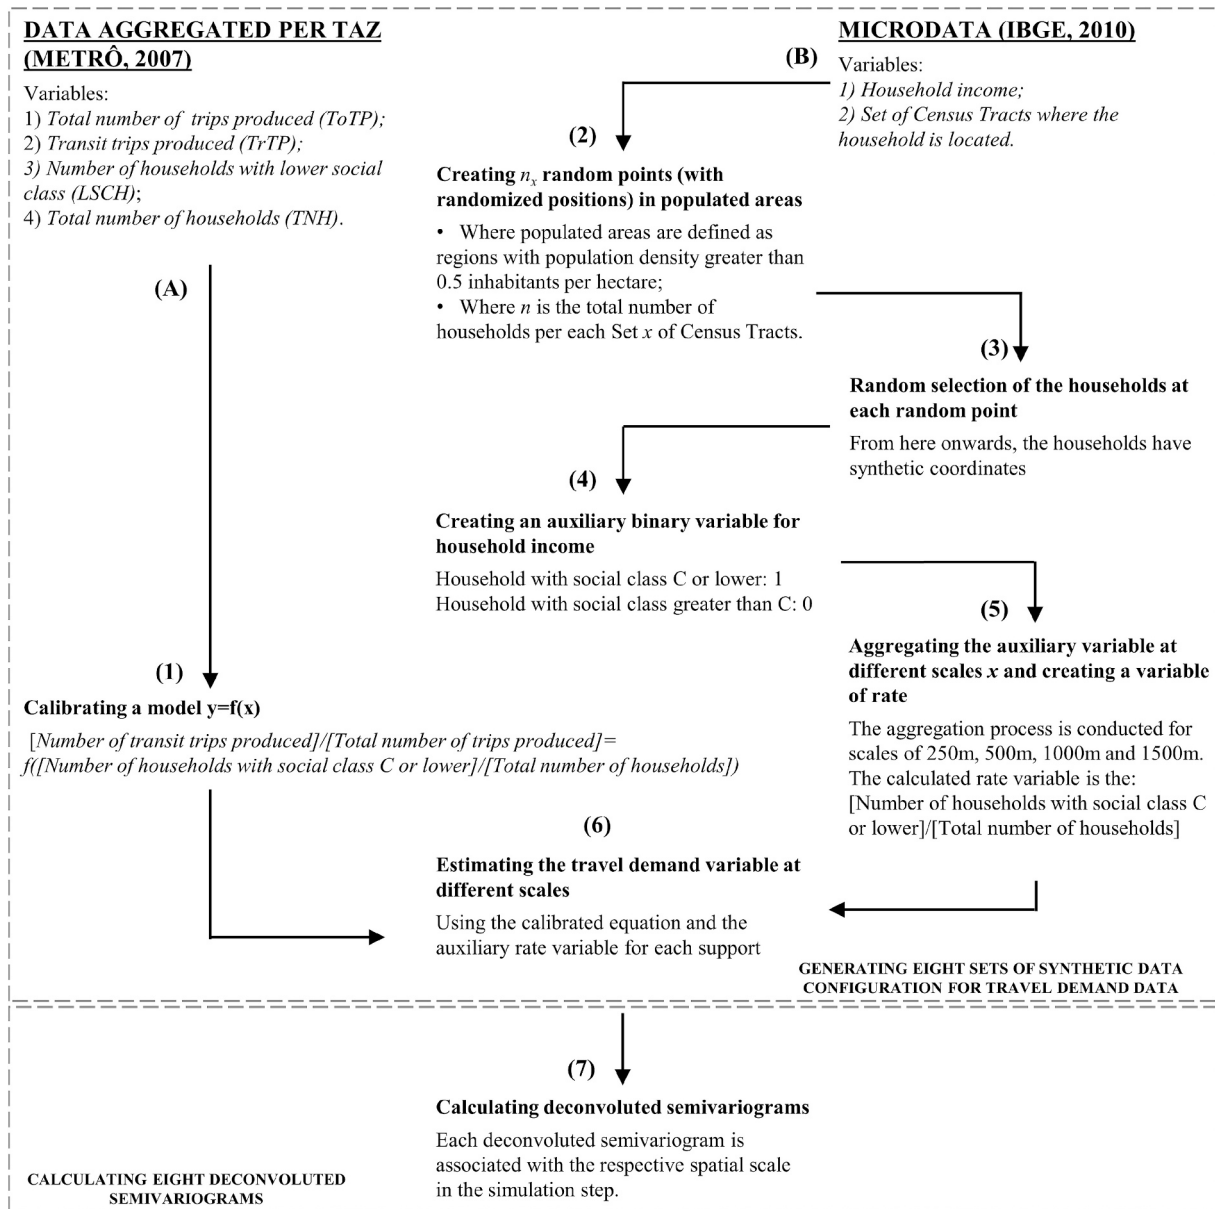 DATA AGGREGATED PER TAZ
(METRÔ, 2007)
Variables:
1) Total number of trips produced (ToTP);
2) Transit trips produced (TrTP);
3) Number of households with lower social
class (LSCH);
4) Total number of households (TNH).
(A)
MICRODATA (IBGE, 2010)
(B)
Variables:
1) Household income;
2) Set of Census Tracts where the
household is located.
(2)
Creating nx random points (with
randomized positions) in populated areas
• Where populated areas are defined as
regions with population density greater than
0.5 inhabitants per hectare;
• Where n is the total number of
households per each Set x of Census Tracts.
(3)
Random selection of the households at
each random point
From here onwards, the households have
synthetic coordinates
(4)
Creating an auxiliary binary variable for
household income
Household with social class C or lower: 1
Household with social class greater than C: 0
(5)
Aggregating the auxiliary variable at
different scales x and creating a variable
of rate
The aggregation process is conducted for
scales of 250m, 500m, 1000m and 1500m.
The calculated rate variable is the:
[Number of households with social class C
or lower]/[Total number of households]
(1)
Calibrating a model y=f(x)
[Number of transit trips produced]/[Total number of trips produced]=
f([Number of households with social class C or lower]/[Total number of households])
(6)
Estimating the travel demand variable at
different scales
Using the calibrated equation and the
auxiliary rate variable for each support
GENERATING EIGHT SETS OF SYNTHETIC DATA
CONFIGURATION FOR TRAVEL DEMAND DATA
(7)
Calculating deconvoluted semivariograms
Each deconvoluted semivariogram is
associated with the respective spatial scale
in the simulation step.
CALCULATING EIGHT DECONVOLUTED
SEMIVARIOGRAMS